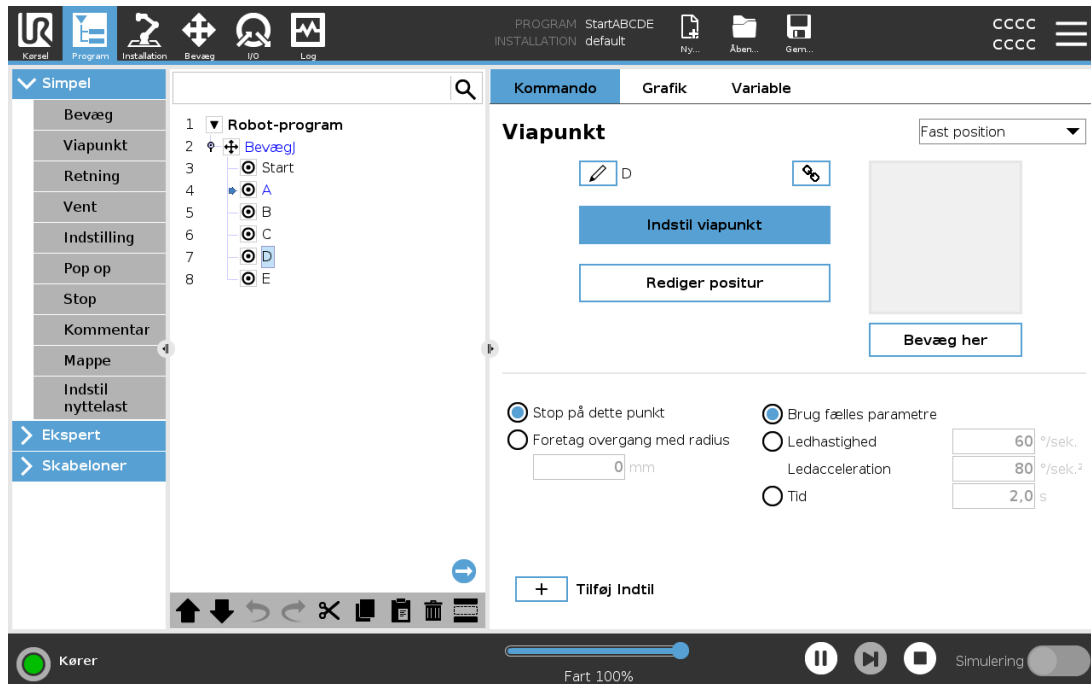 UR
PROGRAM StartABCDE
INSTALLATION default
CCCC
CCCC
Kørsel
Program
Installation
Bevæg
I/O
Log
Ny...
Åben...
Gem...
Simpel
Bevæg
Viapunkt
Retning
Vent
Indstilling
Pop op
Stop
Kommentar
Mappe
Indstil
nyttelast
Ekspert
Skabeloner
1 Robot-program
2 BevægJ
3 Start
4 A
5 B
6 C
7 D
8 E
Kommando
Grafik
Variable
Viapunkt
Fast position
D
Indstil viapunkt
Rediger positur
Bevæg her
Stop på dette punkt
Foretag overgang med radius
0 mm
Brug fælles parametre
Ledhastighed 60 °/sek.
Ledacceleration 80 °/sek.²
Tid 2,0 s
+ Tilføj Indtil
Kører
Fart 100%
Simulering